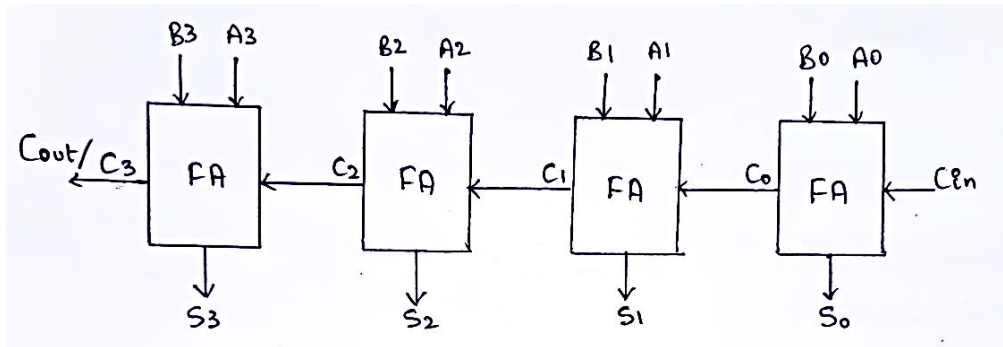 B3 A3 B2 A2 B1 A1 B0 A0
Cout/C3 FA C2 FA C1 FA C0 FA Cin
S3 S2 S1 S0